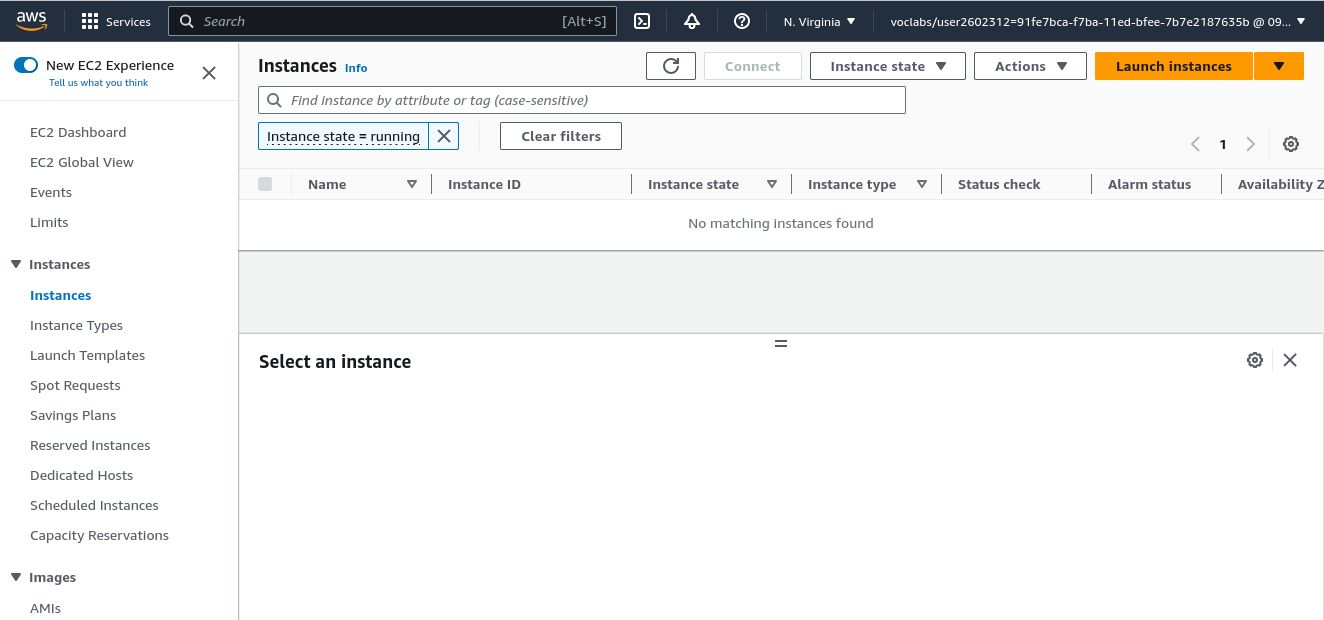 aws
Services
Search [Alt+S]
N. Virginia
voclabs/user2602312=91fe7bca-f7ba-11ed-bfee-7b7e2187635b @ 09...
New EC2 Experience
Tell us what you think
EC2 Dashboard
EC2 Global View
Events
Limits
Instances
Instances
Instance Types
Launch Templates
Spot Requests
Savings Plans
Reserved Instances
Dedicated Hosts
Scheduled Instances
Capacity Reservations
Images
AMIs
Instances Info
Connect
Instance state
Actions
Launch instances
Find instance by attribute or tag (case-sensitive)
Instance state = running
Clear filters
1
Name Instance ID Instance state Instance type Status check Alarm status Availability Z
No matching instances found
Select an instance